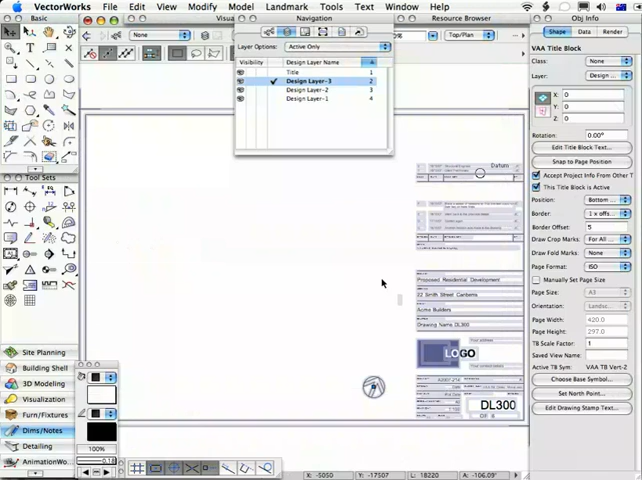 VectorWorks File Edit View Modify Model Landmark Tools Text Window Help
Basic
Visu
Navigation
Resource Browser
Obj Info
None
Top/Plan
Layer Options: Active Only
Visibility Design Layer Name #
Title 1
Design Layer-3 2
Design Layer-2 3
Design Layer-1 4
Shape Data Render
VAA Title Block
Class: None
Layer: Design ...
X: 0
Y: 0
Z: 0
Rotation: 0.00°
Edit Title Block Text...
Snap to Page Position
Accept Project Info From Other T
This Title Block is Active
Position: Bottom ...
Border: 1 x offs...
Border Offset: 5
Draw Crop Marks: For All ...
Draw Fold Marks: None
Page Format: ISO
Manually Set Page Size
Page Size: A3
Orientation: Landsc...
Page Width: 420.0
Page Height: 297.0
TB Scale Factor: 1
Saved View Name:
Active TB Sym: VAA TB Vert-2
Choose Base Symbol...
Set North Point...
Edit Drawing Stamp Text...
Tool Sets
Site Planning
Building Shell
3D Modeling
Visualization
Furn/Fixtures
Dims/Notes
Detailing
AnimationWo...
100%
0.18
Datum
Proposed Residential Development
22 Smith Street Canberra
Acme Builders
Drawing Name DL300
LOGO
DL300
X: -5050 Y: -17507 L: 18220 A: -106.09°